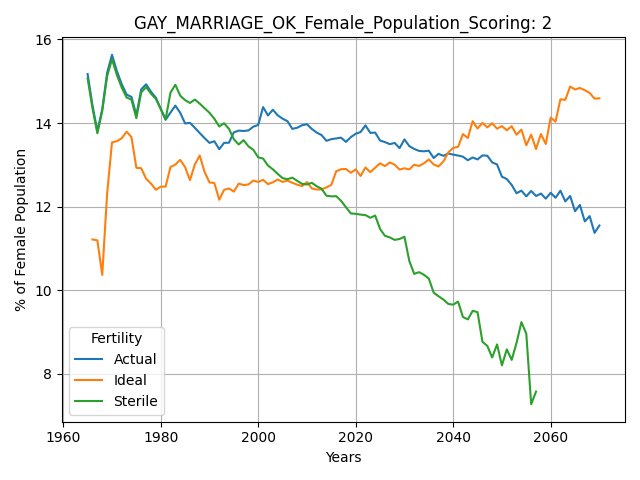 GAY_MARRIAGE_OK_Female_Population_Scoring: 2
16
14
12
10
8
% of Female Population
Fertility
Actual
Ideal
Sterile
1960 1980 2000 2020 2040 2060
Years